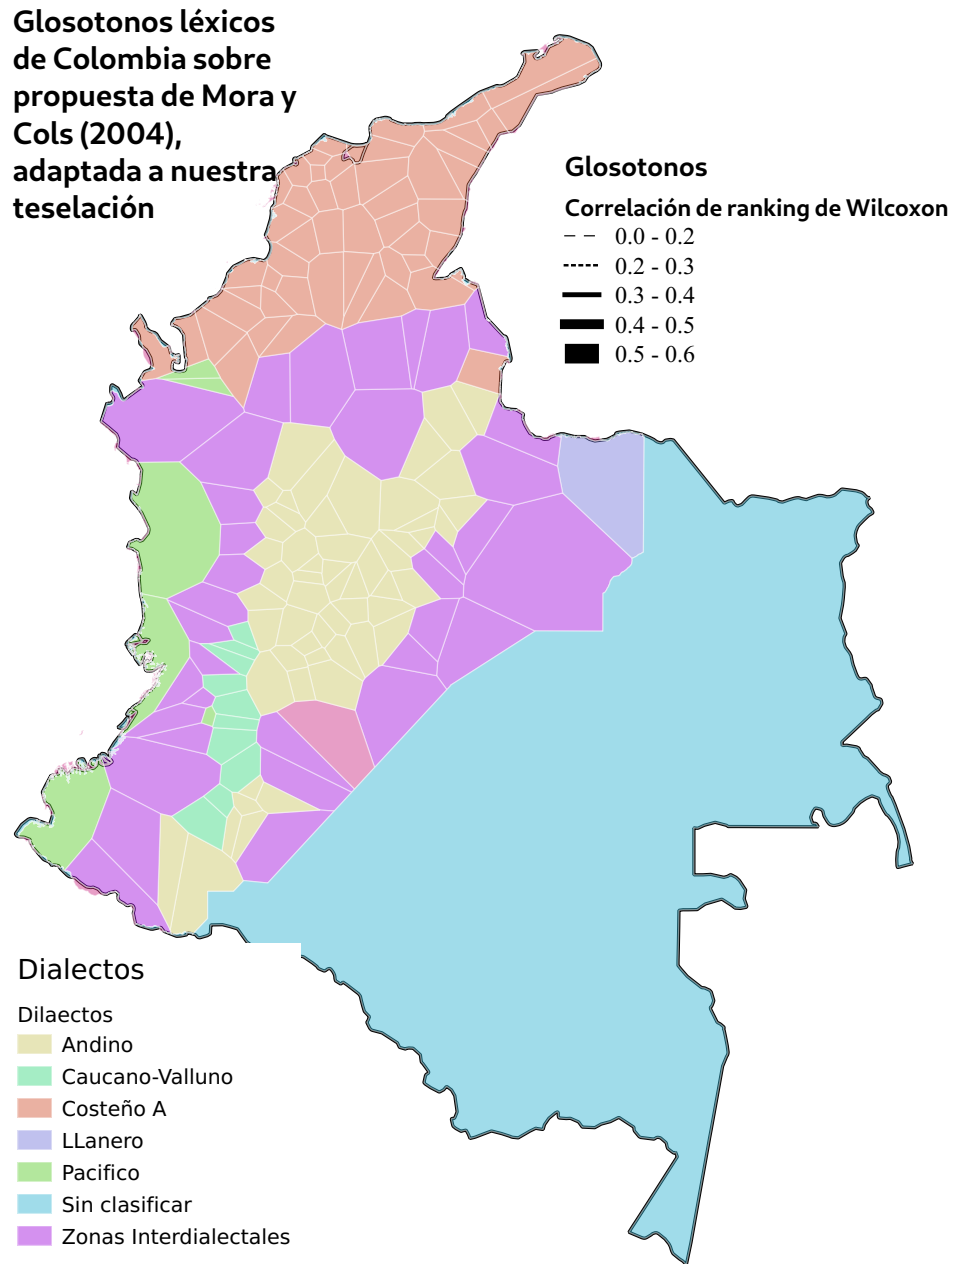 Glosotonos léxicos
de Colombia sobre
propuesta de Mora y
Cols (2004),
adaptada a nuestra
teselación
Glosotonos
Correlación de ranking de Wilcoxon
0.0 - 0.2
0.2 - 0.3
0.3 - 0.4
0.4 - 0.5
0.5 - 0.6
Dialectos
Dilaectos
Andino
Caucano-Valluno
Costeño A
LLanero
Pacifico
Sin clasificar
Zonas Interdialectales